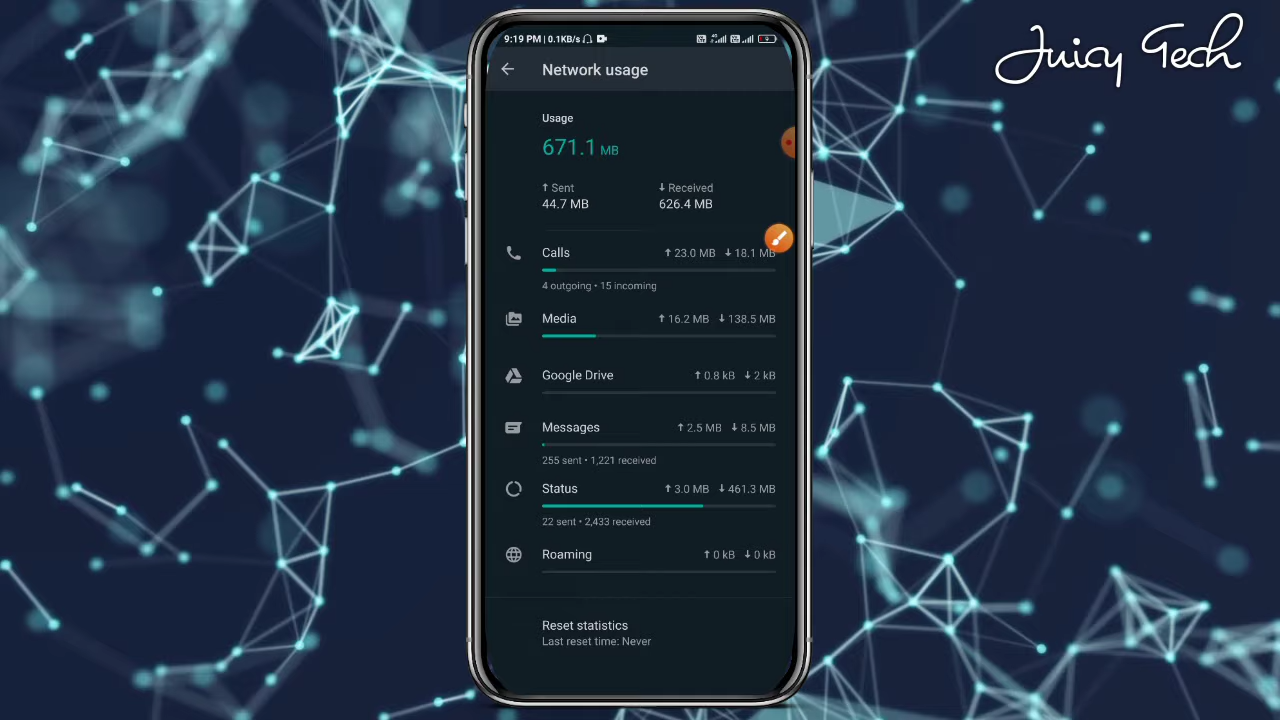 Juicy Tech
9:19 PM | 0.1KB/s
Network usage
Usage
671.1 MB
↑ Sent ↓ Received
44.7 MB 626.4 MB
Calls ↑ 23.0 MB ↓ 18.1 MB
4 outgoing • 15 incoming
Media ↑ 16.2 MB ↓ 138.5 MB
Google Drive ↑ 0.8 kB ↓ 2 kB
Messages ↑ 2.5 MB ↓ 8.5 MB
255 sent • 1,221 received
Status ↑ 3.0 MB ↓ 461.3 MB
22 sent • 2,433 received
Roaming ↑ 0 kB ↓ 0 kB
Reset statistics
Last reset time: Never